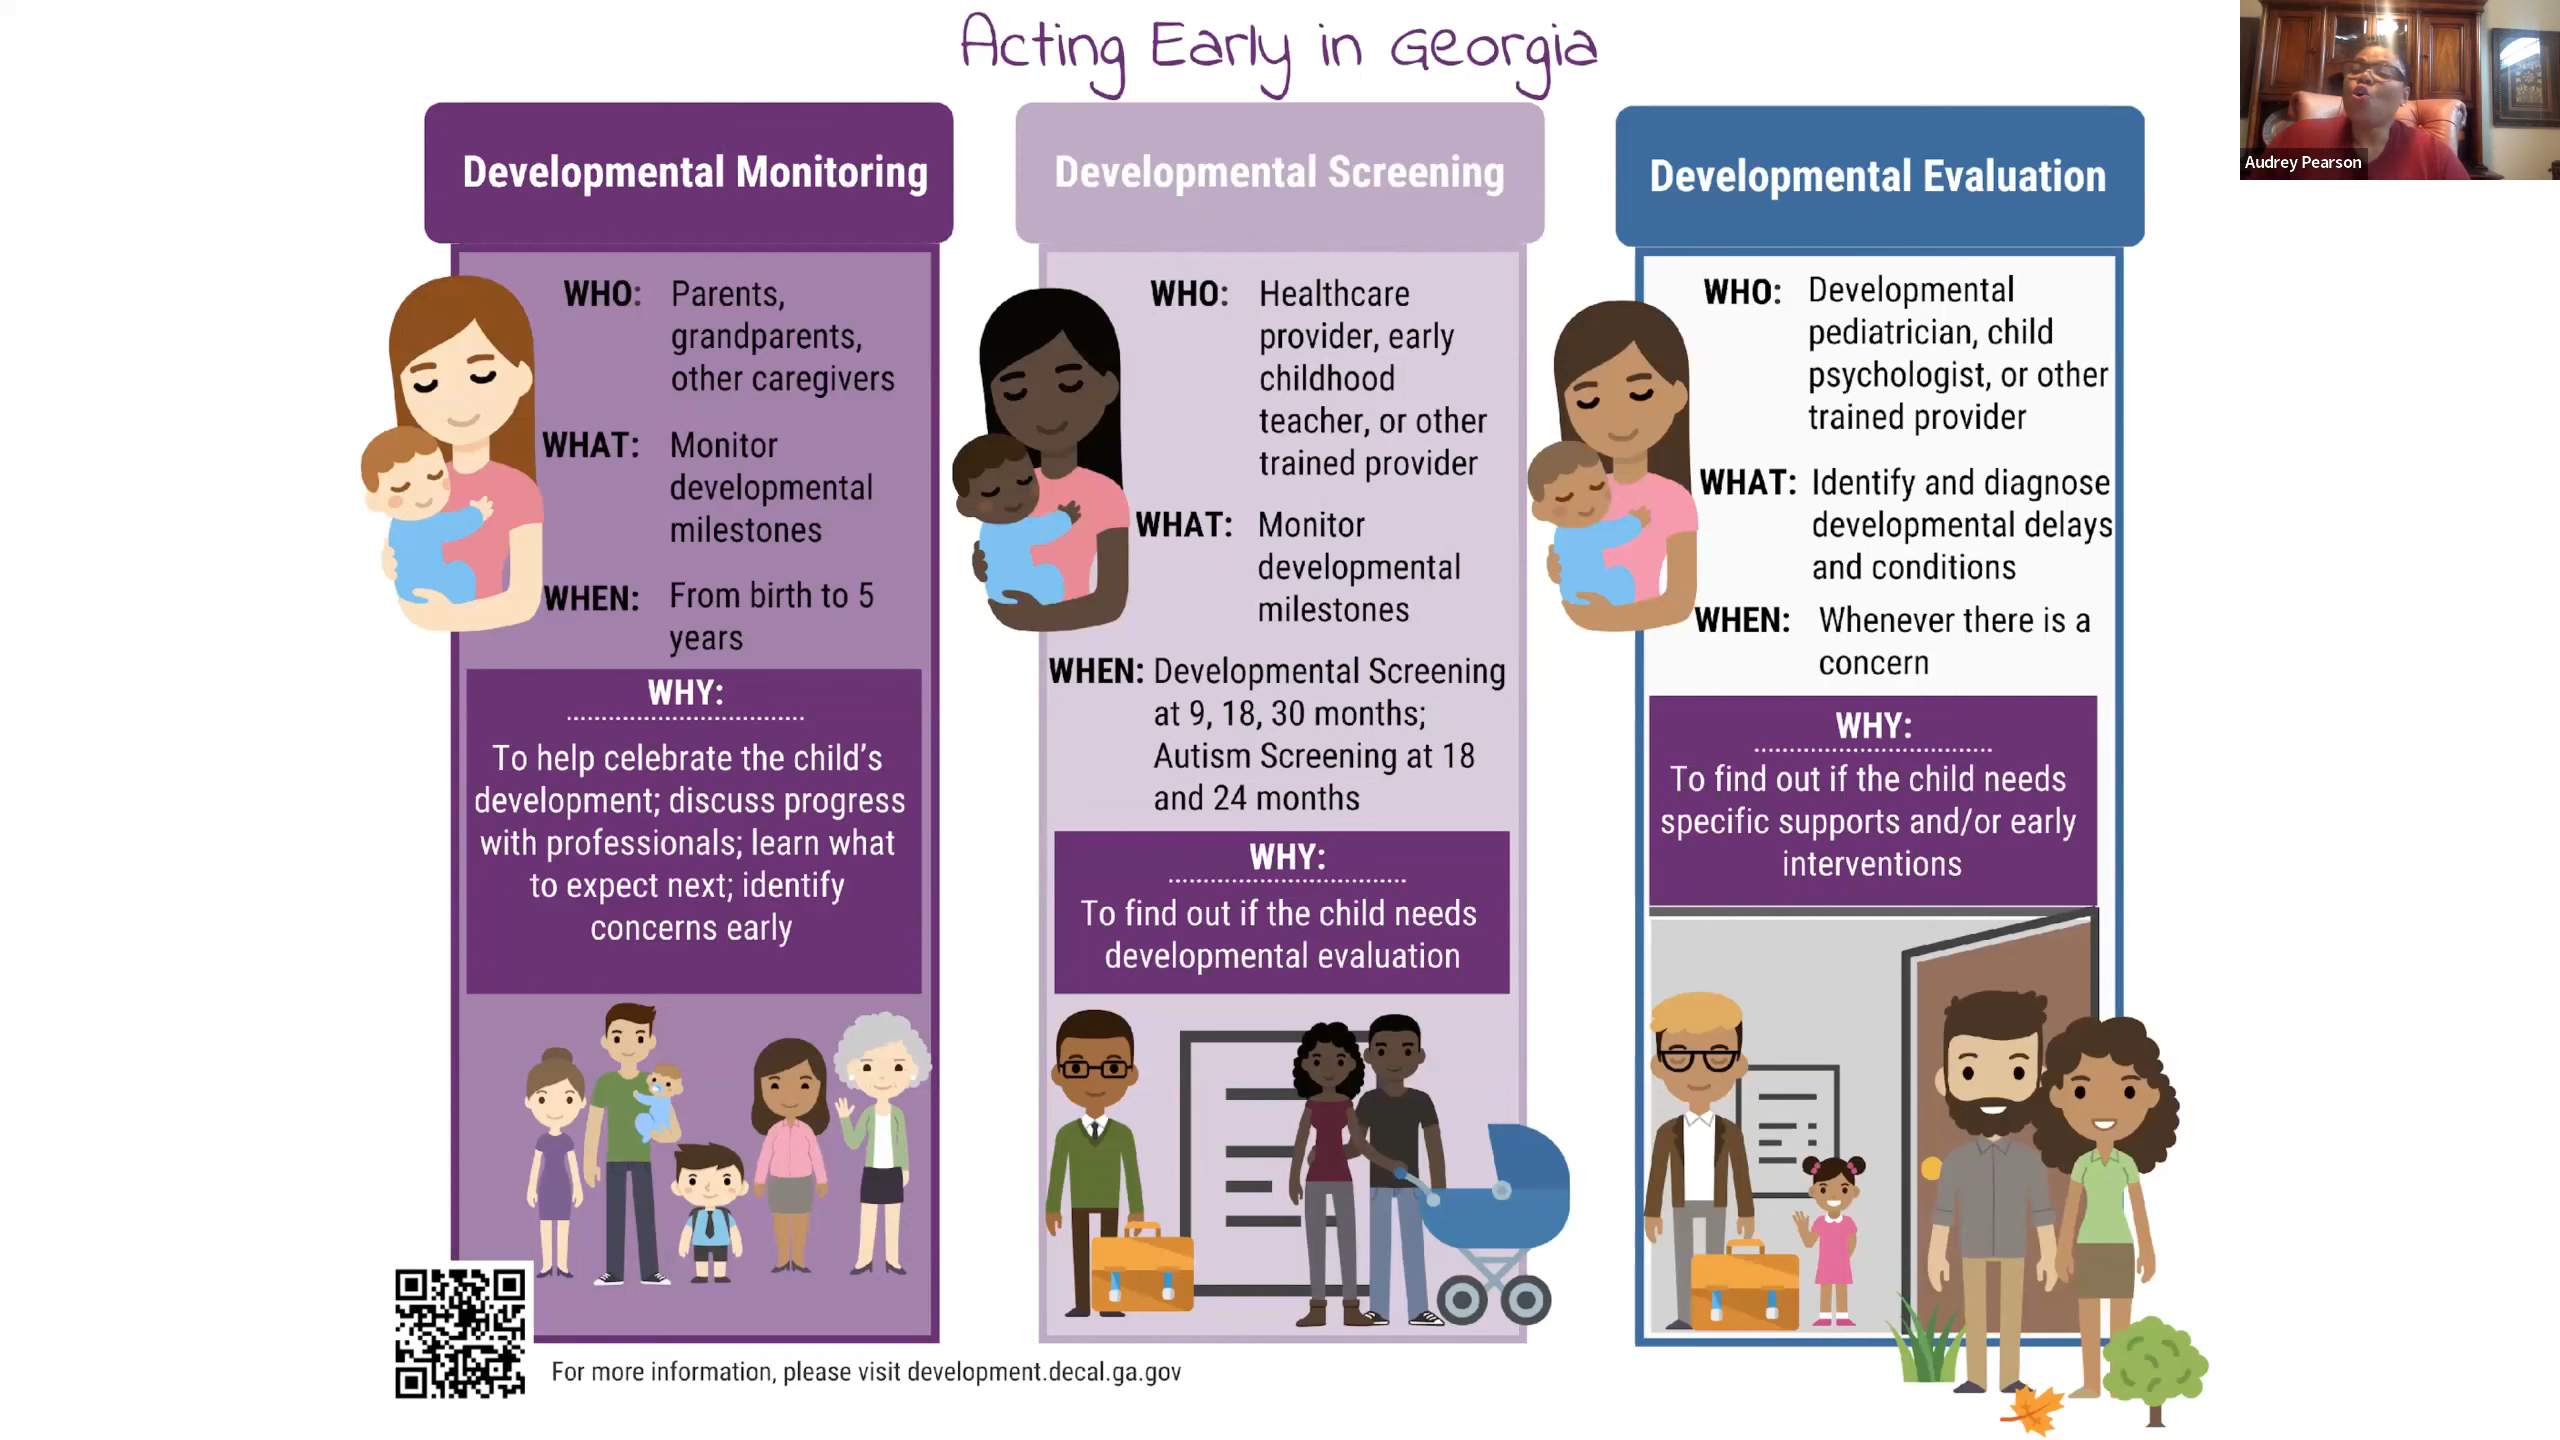 Acting Early in Georgia
Audrey Pearson
Developmental Monitoring
WHO: Parents,
grandparents,
other caregivers
WHAT: Monitor
developmental
milestones
WHEN: From birth to 5
years
WHY:
To help celebrate the child's
development; discuss progress
with professionals; learn what
to expect next; identify
concerns early
Developmental Screening
WHO: Healthcare
provider, early
childhood
teacher, or other
trained provider
WHAT: Monitor
developmental
milestones
WHEN: Developmental Screening
at 9, 18, 30 months;
Autism Screening at 18
and 24 months
WHY:
To find out if the child needs
developmental evaluation
Developmental Evaluation
WHO: Developmental
pediatrician, child
psychologist, or other
trained provider
WHAT: Identify and diagnose
developmental delays
and conditions
WHEN: Whenever there is a
concern
WHY:
To find out if the child needs
specific supports and/or early
interventions
For more information, please visit development.decal.ga.gov